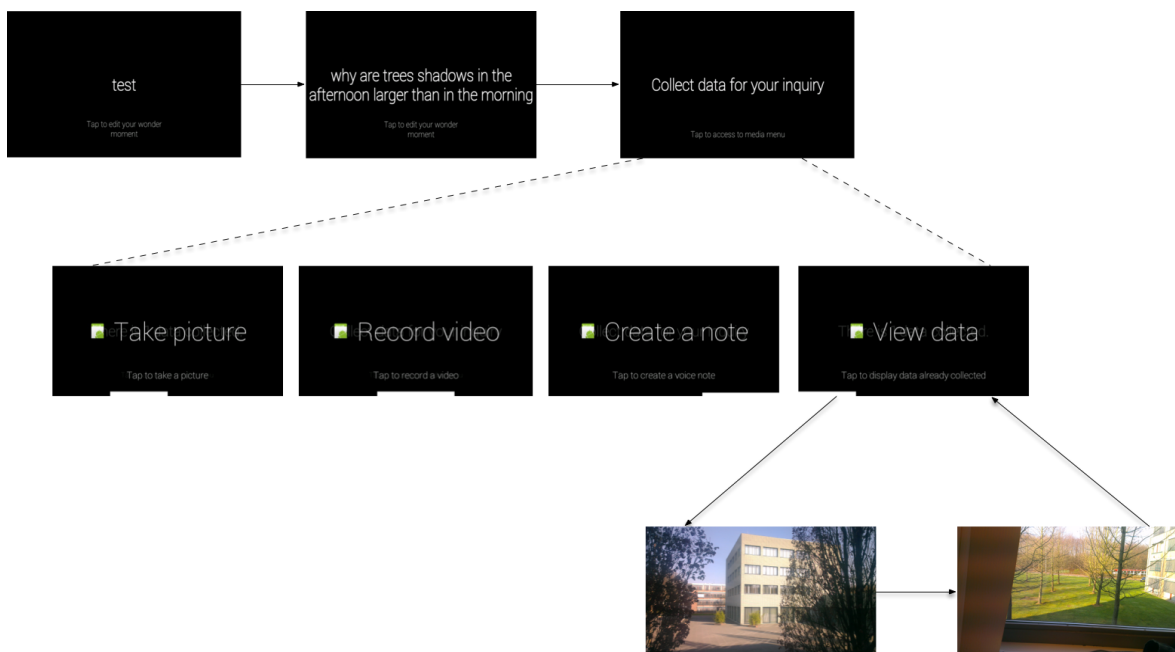 test
Tap to edit your wonder
moment
why are trees shadows in the
afternoon larger than in the morning
Tap to edit your wonder
moment
Collect data for your inquiry
Tap to access to media menu
Take picture
Tap to take a picture
Record video
Tap to record a video
Create a note
Tap to create a voice note
View data
Tap to display data already collected